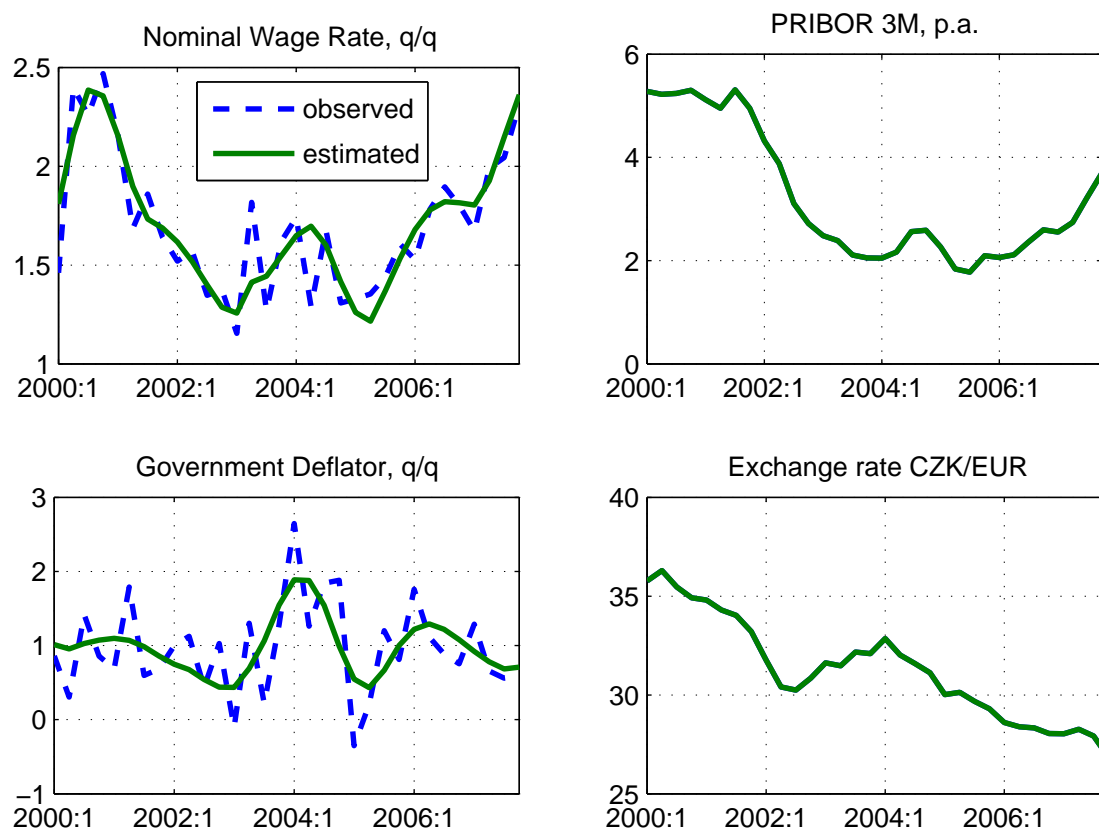 Nominal Wage Rate, q/q
2.5
2
1.5
1
2000:1 2002:1 2004:1 2006:1
observed
estimated
PRIBOR 3M, p.a.
6
4
2
0
2000:1 2002:1 2004:1 2006:1
Government Deflator, q/q
3
2
1
0
−1
2000:1 2002:1 2004:1 2006:1
Exchange rate CZK/EUR
40
35
30
25
2000:1 2002:1 2004:1 2006:1